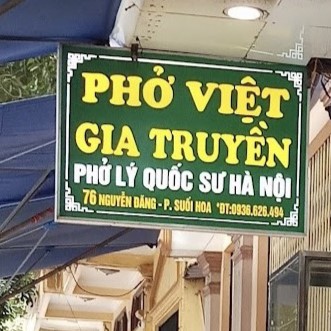 PHỞ VIỆT
GIA TRUYỀN
PHỞ LÝ QUỐC SƯ HÀ NỘI
76 NGUYỄN ĐĂNG - P. SUỐI HOA *ĐT:0936.626.494